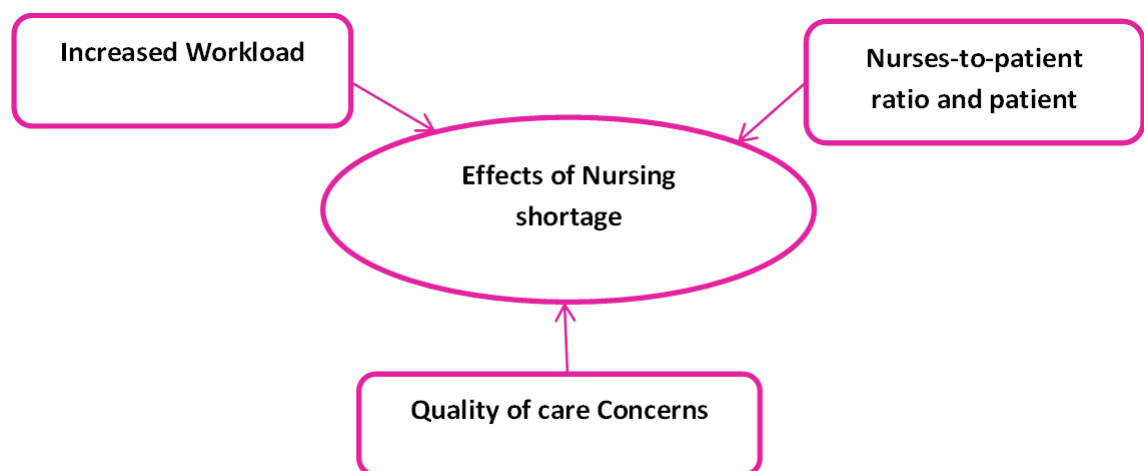 Increased Workload
Nurses-to-patient
ratio and patient
Effects of Nursing
shortage
Quality of care Concerns